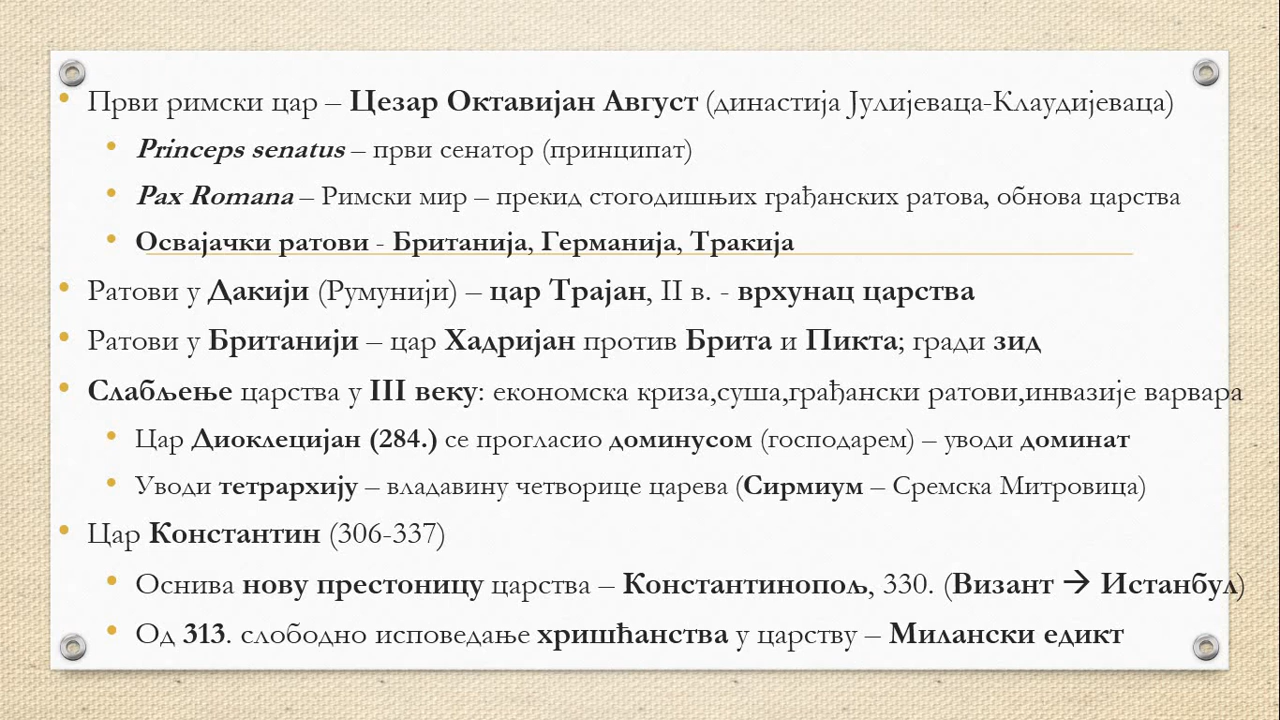 Први римски цар – Цезар Октавијан Август (династија Јулијеваца-Клаудијеваца)
Princeps senatus – први сенатор (принципат)
Pax Romana – Римски мир – прекид стогодишњих грађанских ратова, обнова царства
Освајачки ратови - Британија, Германија, Тракија
Ратови у Дакији (Румунији) – цар Трајан, II в. - врхунац царства
Ратови у Британији – цар Хадријан против Брита и Пикта; гради зид
Слабљење царства у III веку: економска криза,суша,грађански ратови,инвазије варвара
Цар Диоклецијан (284.) се прогласио доминусом (господарем) – уводи доминат
Уводи тетрархију – владавину четворице царева (Сирмиум – Сремска Митровица)
Цар Константин (306-337)
Оснива нову престоницу царства – Константинопољ, 330. (Визант → Истанбул)
Од 313. слободно исповедање хришћанства у царству – Милански едикт